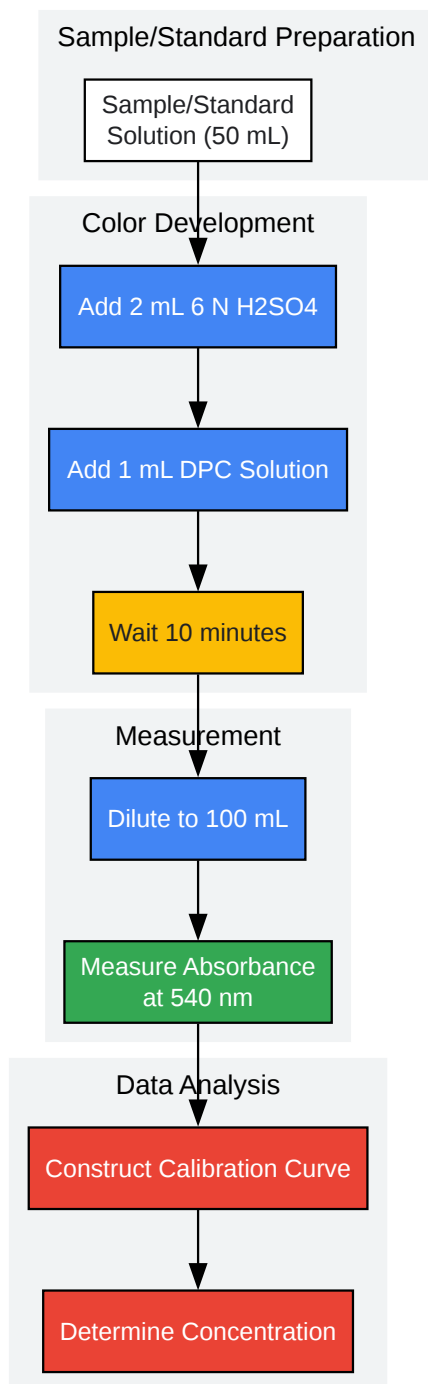 Sample/Standard Preparation
Sample/Standard
Solution (50 mL)
Color Development
Add 2 mL 6 N H2SO4
Add 1 mL DPC Solution
Wait 10 minutes
Measurement
Dilute to 100 mL
Measure Absorbance
at 540 nm
Data Analysis
Construct Calibration Curve
Determine Concentration